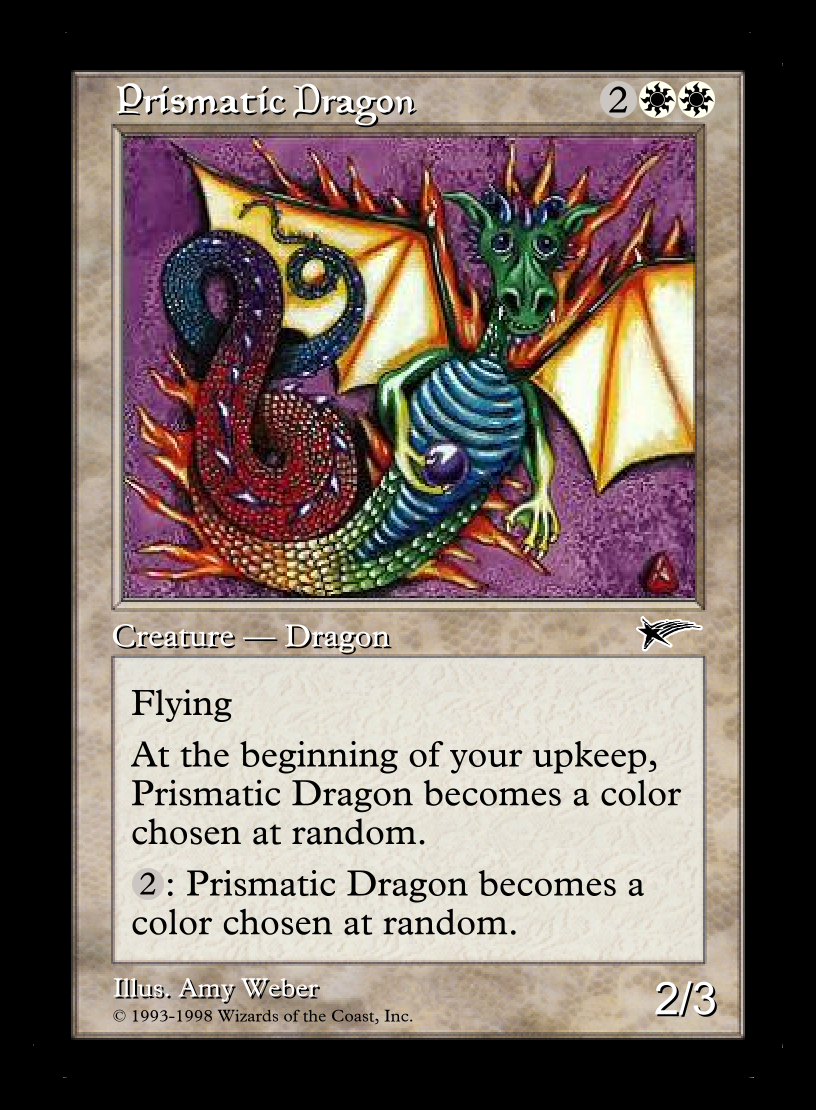 Prismatic Dragon 2
Creature — Dragon
Flying
At the beginning of your upkeep,
Prismatic Dragon becomes a color
chosen at random.
2: Prismatic Dragon becomes a
color chosen at random.
Illus. Amy Weber
2/3
© 1993-1998 Wizards of the Coast, Inc.